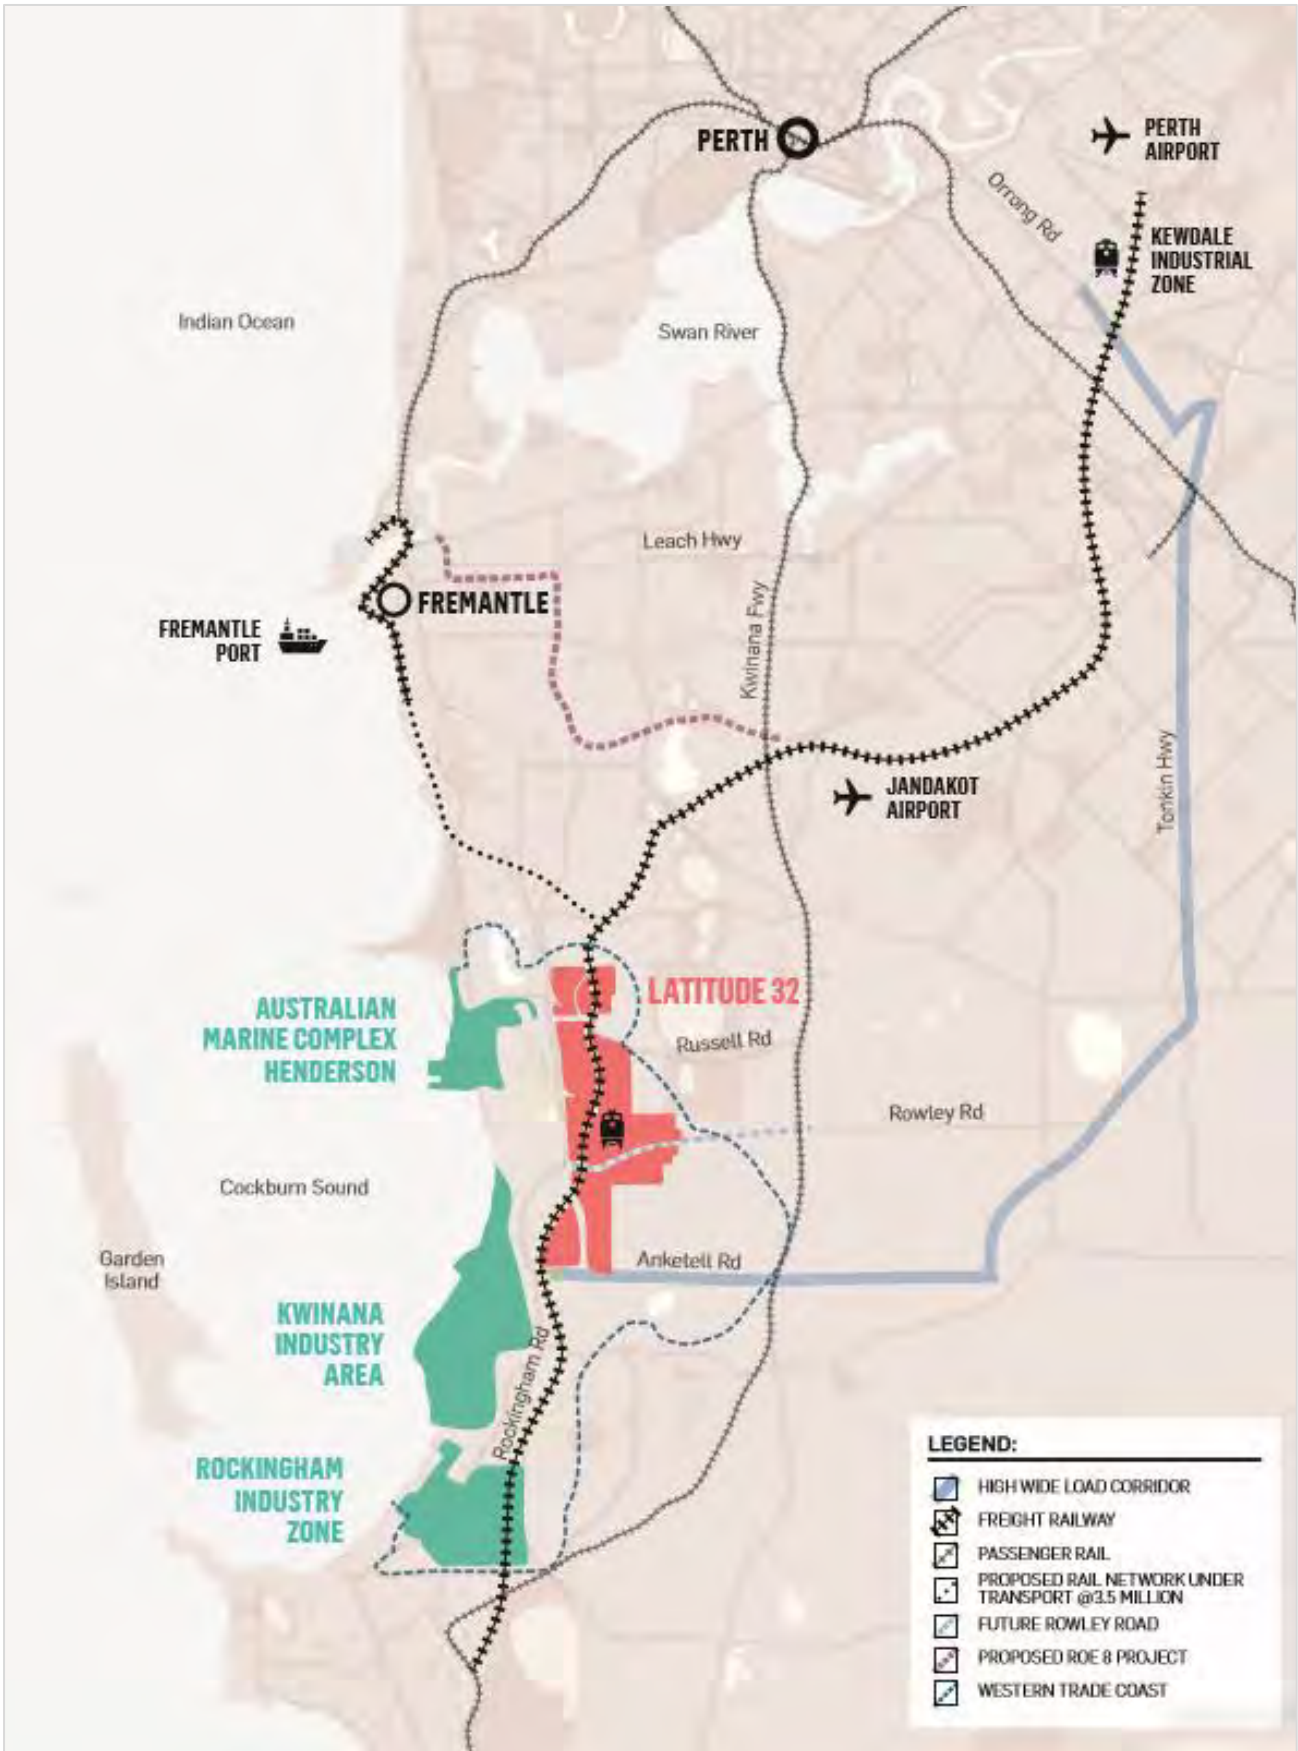 PERTH
PERTH
AIRPORT
Orrong Rd
KEWDALE
INDUSTRIAL
ZONE
Indian Ocean
Swan River
Leach Hwy
Kwinana Fwy
FREMANTLE
FREMANTLE
PORT
Tonkin Hwy
JANDAKOT
AIRPORT
LATITUDE 32
AUSTRALIAN
MARINE COMPLEX
HENDERSON
Russell Rd
Rowley Rd
Cockburn Sound
Garden
Island
Anketell Rd
KWINANA
INDUSTRY
AREA
Rockingham Rd
ROCKINGHAM
INDUSTRY
ZONE
LEGEND:
HIGH WIDE LOAD CORRIDOR
FREIGHT RAILWAY
PASSENGER RAIL
PROPOSED RAIL NETWORK UNDER
TRANSPORT @3.5 MILLION
FUTURE ROWLEY ROAD
PROPOSED ROE 8 PROJECT
WESTERN TRADE COAST